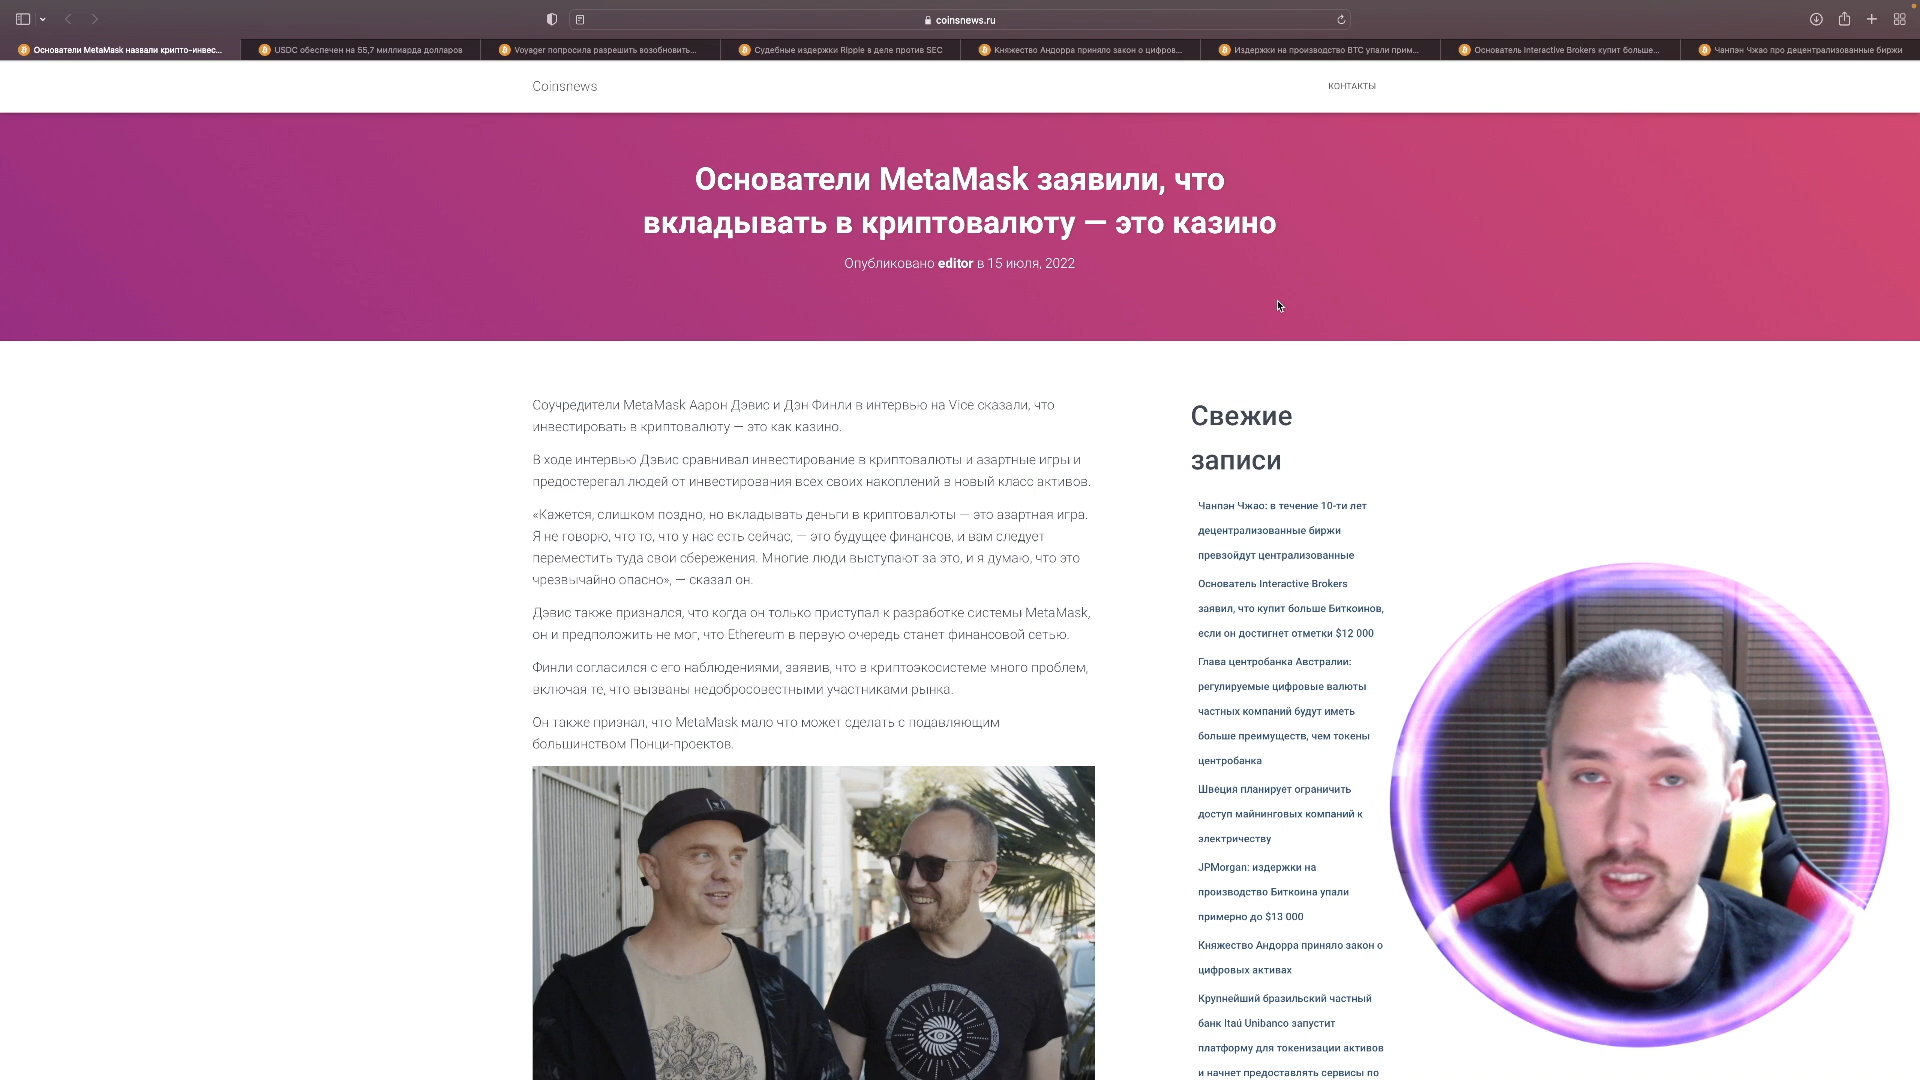 coinsnews.ru
Основатели MetaMask назвали крипто-инвес...
USDC обеспечен на 55,7 миллиарда долларов
Voyager попросила разрешить возобновить...
Судебные издержки Ripple в деле против SEC
Княжество Андорра приняло закон о цифров...
Издержки на производство BTC упали прим...
Основатель Interactive Brokers купит больше...
Чанпэн Чжао про децентрализованные биржи
Coinsnews
КОНТАКТЫ
Основатели MetaMask заявили, что
вкладывать в криптовалюту — это казино
Опубликовано editor в 15 июля, 2022
Соучредители MetaMask Аарон Дэвис и Дэн Финли в интервью на Vice сказали, что
инвестировать в криптовалюту — это как казино.
В ходе интервью Дэвис сравнивал инвестирование в криптовалюты и азартные игры и
предостерегал людей от инвестирования всех своих накоплений в новый класс активов.
«Кажется, слишком поздно, но вкладывать деньги в криптовалюты — это азартная игра.
Я не говорю, что то, что у нас есть сейчас, — это будущее финансов, и вам следует
переместить туда свои сбережения. Многие люди выступают за это, и я думаю, что это
чрезвычайно опасно», — сказал он.
Дэвис также признался, что когда он только приступал к разработке системы MetaMask,
он и предположить не мог, что Ethereum в первую очередь станет финансовой сетью.
Финли согласился с его наблюдениями, заявив, что в криптоэкосистеме много проблем,
включая те, что вызваны недобросовестными участниками рынка.
Он также признал, что MetaMask мало что может сделать с подавляющим
большинством Понци-проектов.
Свежие
записи
Чанпэн Чжао: в течение 10-ти лет
децентрализованные биржи
превзойдут централизованные
Основатель Interactive Brokers
заявил, что купит больше Биткоинов,
если он достигнет отметки $12 000
Глава центробанка Австралии:
регулируемые цифровые валюты
частных компаний будут иметь
больше преимуществ, чем токены
центробанка
Швеция планирует ограничить
доступ майнинговых компаний к
электричеству
JPMorgan: издержки на
производство Биткоина упали
примерно до $13 000
Княжество Андорра приняло закон о
цифровых активах
Крупнейший бразильский частный
банк Itaú Unibanco запустит
платформу для токенизации активов
и начнет предоставлять сервисы по